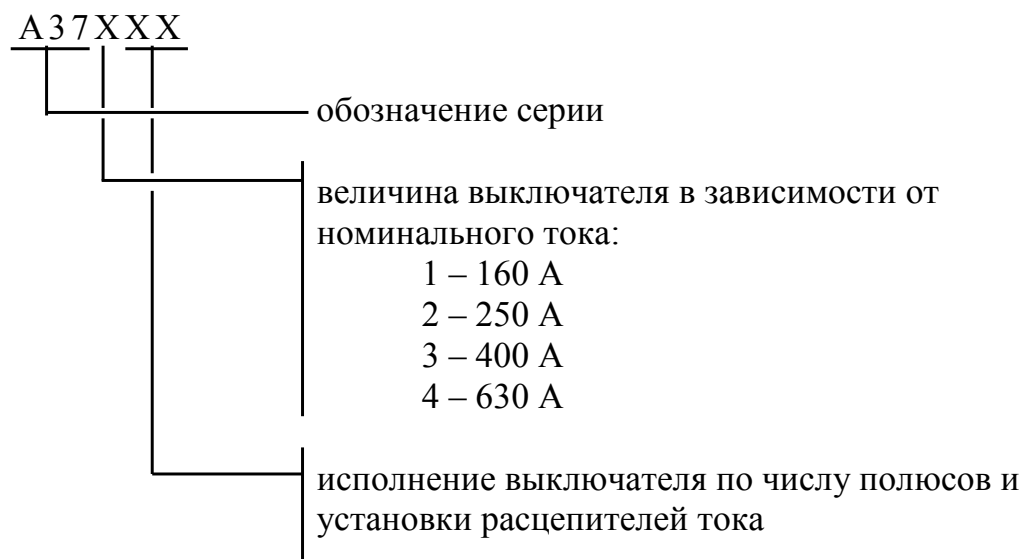 А37ХХХ
обозначение серии
величина выключателя в зависимости от
номинального тока:
1 – 160 А
2 – 250 А
3 – 400 А
4 – 630 А
исполнение выключателя по числу полюсов и
установки расцепителей тока